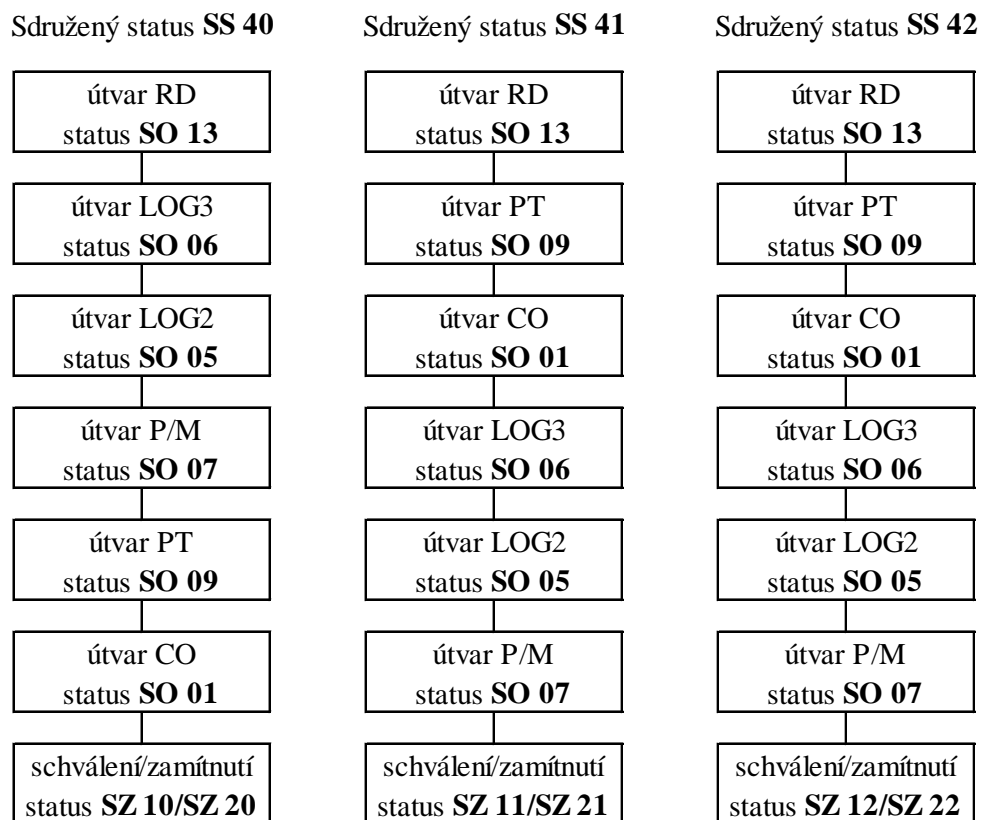 Sdružený status SS 40
útvar RD
status SO 13
útvar LOG3
status SO 06
útvar LOG2
status SO 05
útvar P/M
status SO 07
útvar PT
status SO 09
útvar CO
status SO 01
schválení/zamítnutí
status SZ 10/SZ 20
Sdružený status SS 41
útvar RD
status SO 13
útvar PT
status SO 09
útvar CO
status SO 01
útvar LOG3
status SO 06
útvar LOG2
status SO 05
útvar P/M
status SO 07
schválení/zamítnutí
status SZ 11/SZ 21
Sdružený status SS 42
útvar RD
status SO 13
útvar PT
status SO 09
útvar CO
status SO 01
útvar LOG3
status SO 06
útvar LOG2
status SO 05
útvar P/M
status SO 07
schválení/zamítnutí
status SZ 12/SZ 22